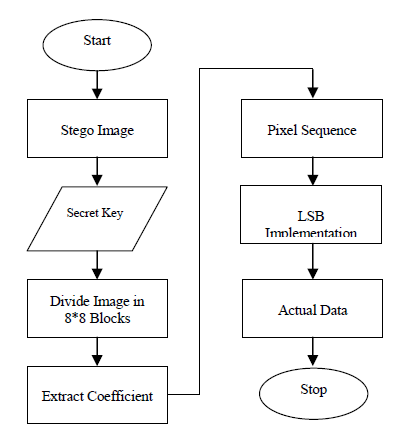 Start
Stego Image
Secret Key
Divide Image in
8*8 Blocks
Extract Coefficient
Pixel Sequence
LSB
Implementation
Actual Data
Stop